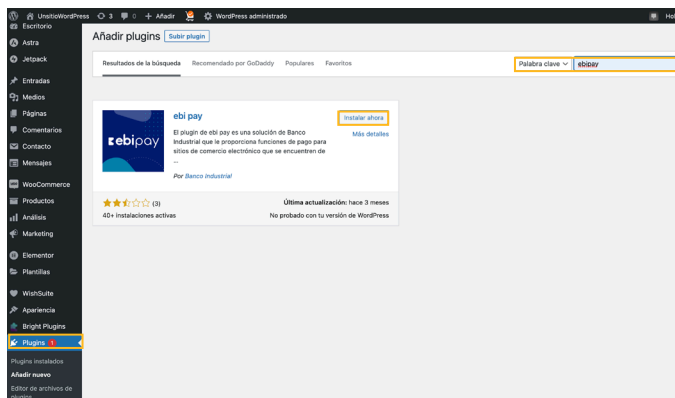 UnsitioWordPress 3 0 + Añadir WordPress administrado
Escritorio
Astra
Jetpack
Entradas
Medios
Páginas
Comentarios
Contacto
Mensajes
WooCommerce
Productos
Análisis
Marketing
Elementor
Plantillas
WishSuite
Apariencia
Bright Plugins
Plugins 1
Plugins instalados
Añadir nuevo
Editor de archivos de
plugins
Añadir plugins Subir plugin
Resultados de la búsqueda Recomendado por GoDaddy Populares Favoritos
Palabra clave ebipay
ebipay
ebi pay
Instalar ahora
Más detalles
El plugin de ebi pay es una solución de Banco
Industrial que le proporciona funciones de pago para
sitios de comercio electrónico que se encuentren de
...
Por Banco Industrial
(3)
40+ instalaciones activas
Última actualización: hace 3 meses
No probado con tu versión de WordPress